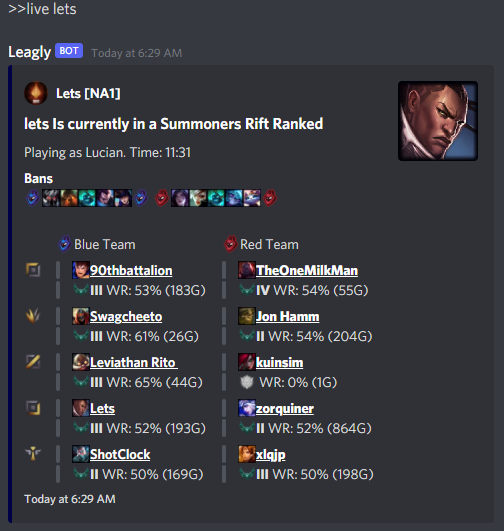 >>live lets
Leagly BOT Today at 6:29 AM
Lets [NA1]
lets Is currently in a Summoners Rift Ranked
Playing as Lucian. Time: 11:31
Bans
Blue Team Red Team
90thbattalion TheOneMilkMan
III WR: 53% (183G) IV WR: 54% (55G)
Swagcheeto Jon Hamm
III WR: 61% (26G) II WR: 54% (204G)
Leviathan Rito kuinsim
III WR: 65% (44G) WR: 0% (1G)
Lets zorquiner
III WR: 52% (193G) II WR: 52% (864G)
ShotClock xlqjp
II WR: 50% (169G) III WR: 50% (198G)
Today at 6:29 AM